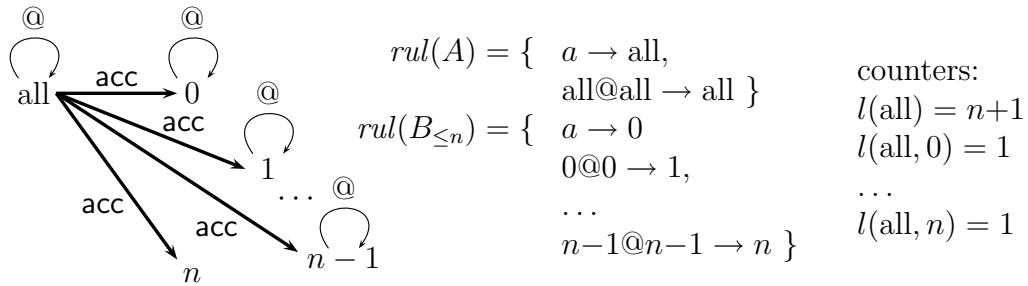 @ @
all acc 0
@
acc 1
... @
acc acc n − 1
n
rul(A) = { a → all,
all@all → all }
rul(B≤n) = { a → 0
0@0 → 1,
...
n−1@n−1 → n }
counters:
l(all) = n+1
l(all, 0) = 1
...
l(all, n) = 1